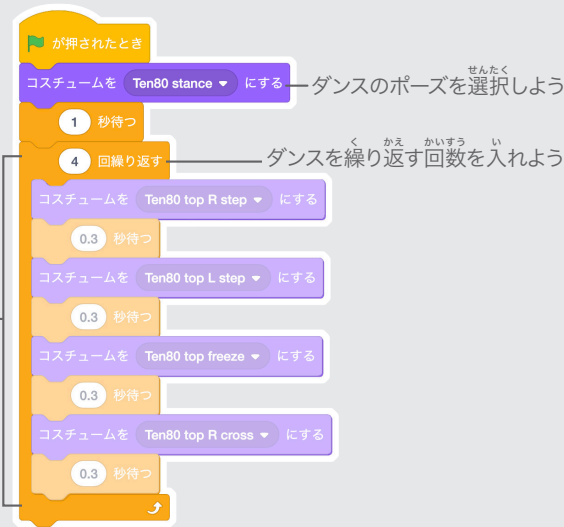 が押されたとき
コスチュームを Ten80 stance ▼ にする
ダンスのポーズを選択しよう
せんたく
1 秒待つ
4 回繰り返す
ダンスを繰り返す回数を入れよう
く かえ かいすう い
コスチュームを Ten80 top R step ▼ にする
0.3 秒待つ
コスチュームを Ten80 top L step ▼ にする
0.3 秒待つ
コスチュームを Ten80 top freeze ▼ にする
0.3 秒待つ
コスチュームを Ten80 top R cross ▼ にする
0.3 秒待つ